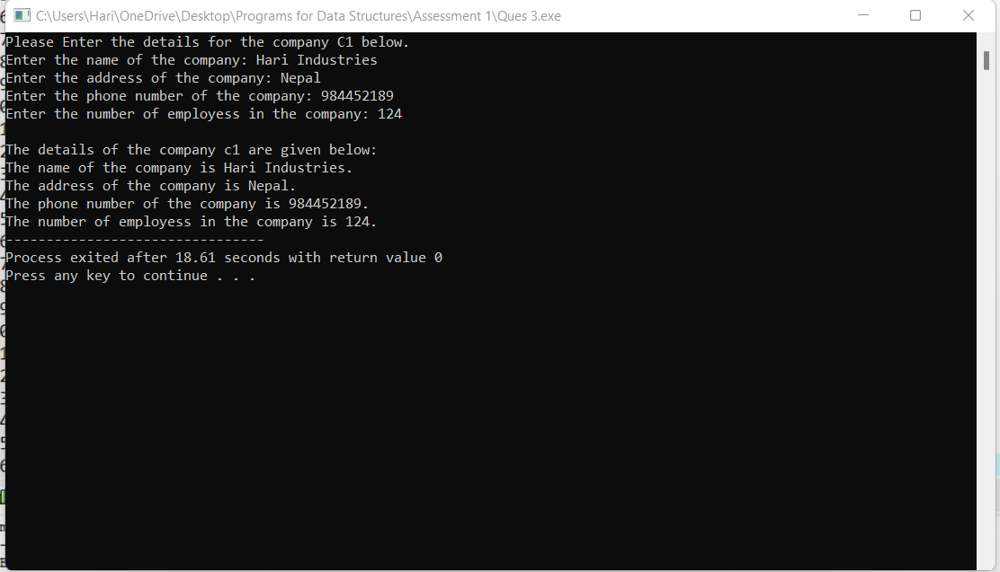 C:\Users\Hari\OneDrive\Desktop\Programs for Data Structures\Assessment 1\Ques 3.exe
Please Enter the details for the company C1 below.
Enter the name of the company: Hari Industries
Enter the address of the company: Nepal
Enter the phone number of the company: 984452189
Enter the number of employess in the company: 124

The details of the company c1 are given below:
The name of the company is Hari Industries.
The address of the company is Nepal.
The phone number of the company is 984452189.
The number of employess in the company is 124.
--------------------------------
Process exited after 18.61 seconds with return value 0
Press any key to continue . . .